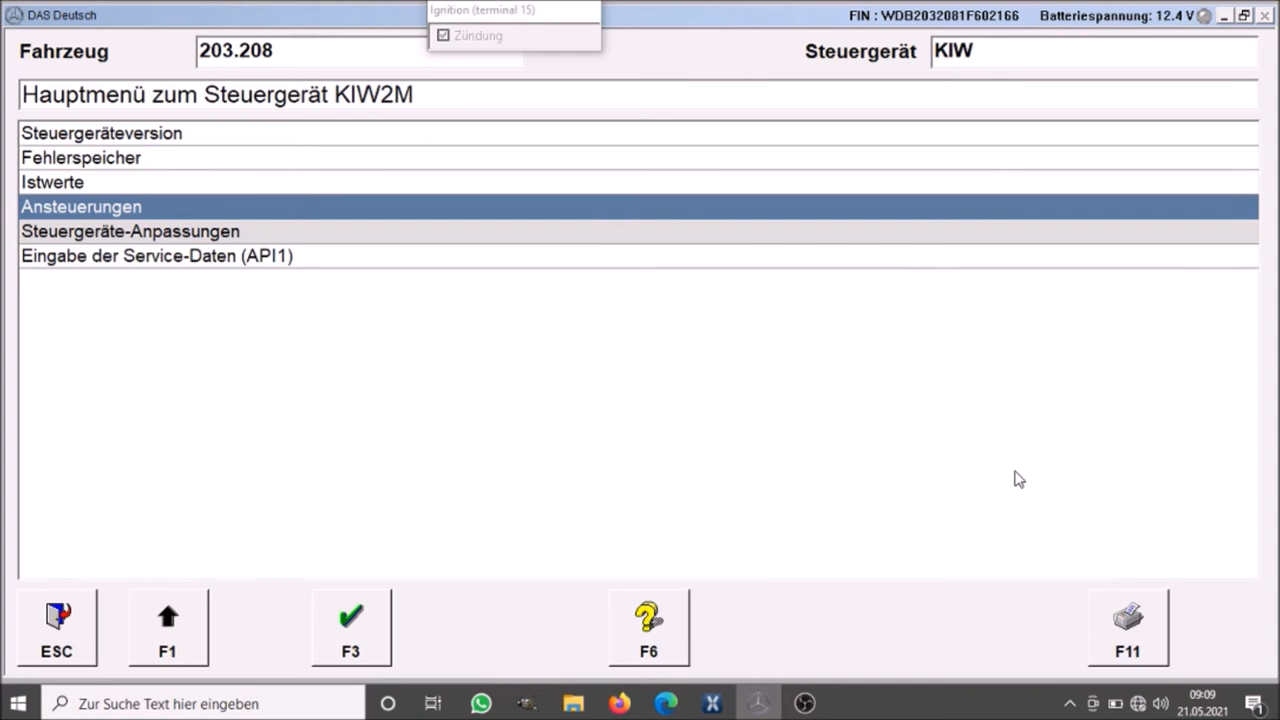 DAS Deutsch
Ignition (terminal 15)
FIN : WDB2032081F602166 Batteriespannung: 12.4 V
Zündung
Fahrzeug 203.208 Steuergerät KIW
Hauptmenü zum Steuergerät KIW2M
Steuergeräteversion
Fehlerspeicher
Istwerte
Ansteuerungen
Steuergeräte-Anpassungen
Eingabe der Service-Daten (API1)
ESC F1 F3 F6 F11
Zur Suche Text hier eingeben
09:09
21.05.2021
1